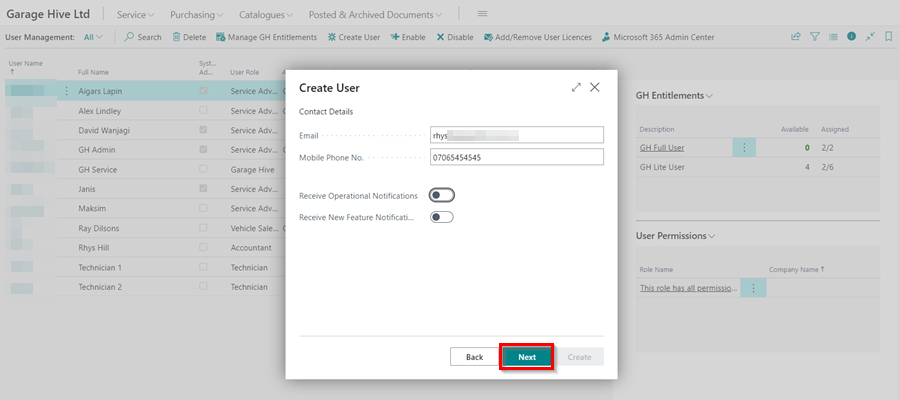 Garage Hive Ltd Service Purchasing Catalogues Posted & Archived Documents
User Management: All Search Delete Manage GH Entitlements Create User Enable Disable Add/Remove User Licences Microsoft 365 Admin Center
User Name ↑ Full Name Syst... Ad... User Role
Aigars Lapin Service Adv...
Alex Lindley Service Adv...
David Wanjagi Service Adv...
GH Admin Service Adv...
GH Service Garage Hive
Janis Service Adv...
Maksim Service Adv...
Ray Dilsons Vehicle Sale...
Rhys Hill Accountant
Technician 1 Technician
Technician 2 Technician
Create User
Contact Details
Email rhys
Mobile Phone No. 07065454545
Receive Operational Notifications
Receive New Feature Notificati...
Back Next Create
GH Entitlements
Description Available Assigned
GH Full User 0 2/2
GH Lite User 4 2/6
User Permissions
Role Name Company Name ↑
This role has all permissio...